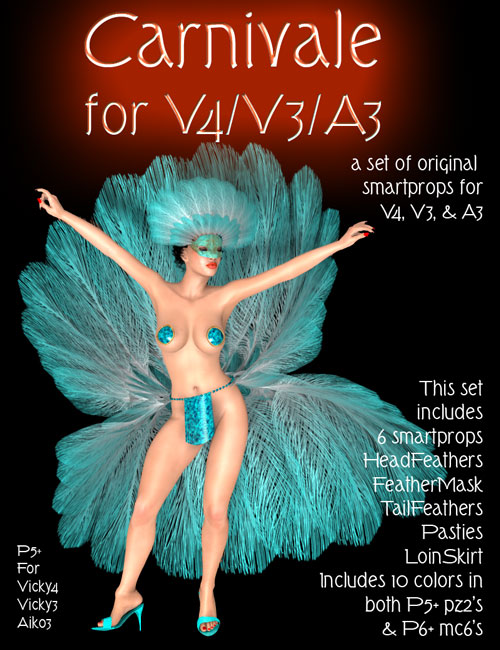 Carnivale
for V4/V3/A3
a set of original
smartprops for
V4, V3, & A3
This set
includes
6 smartprops
HeadFeathers
FeatherMask
TailFeathers
Pasties
LoinSkirt
Includes 10 colors in
both P5+ pz2's
& P6+ mc6's
P5+
For
Vicky4
Vicky3
Aiko3